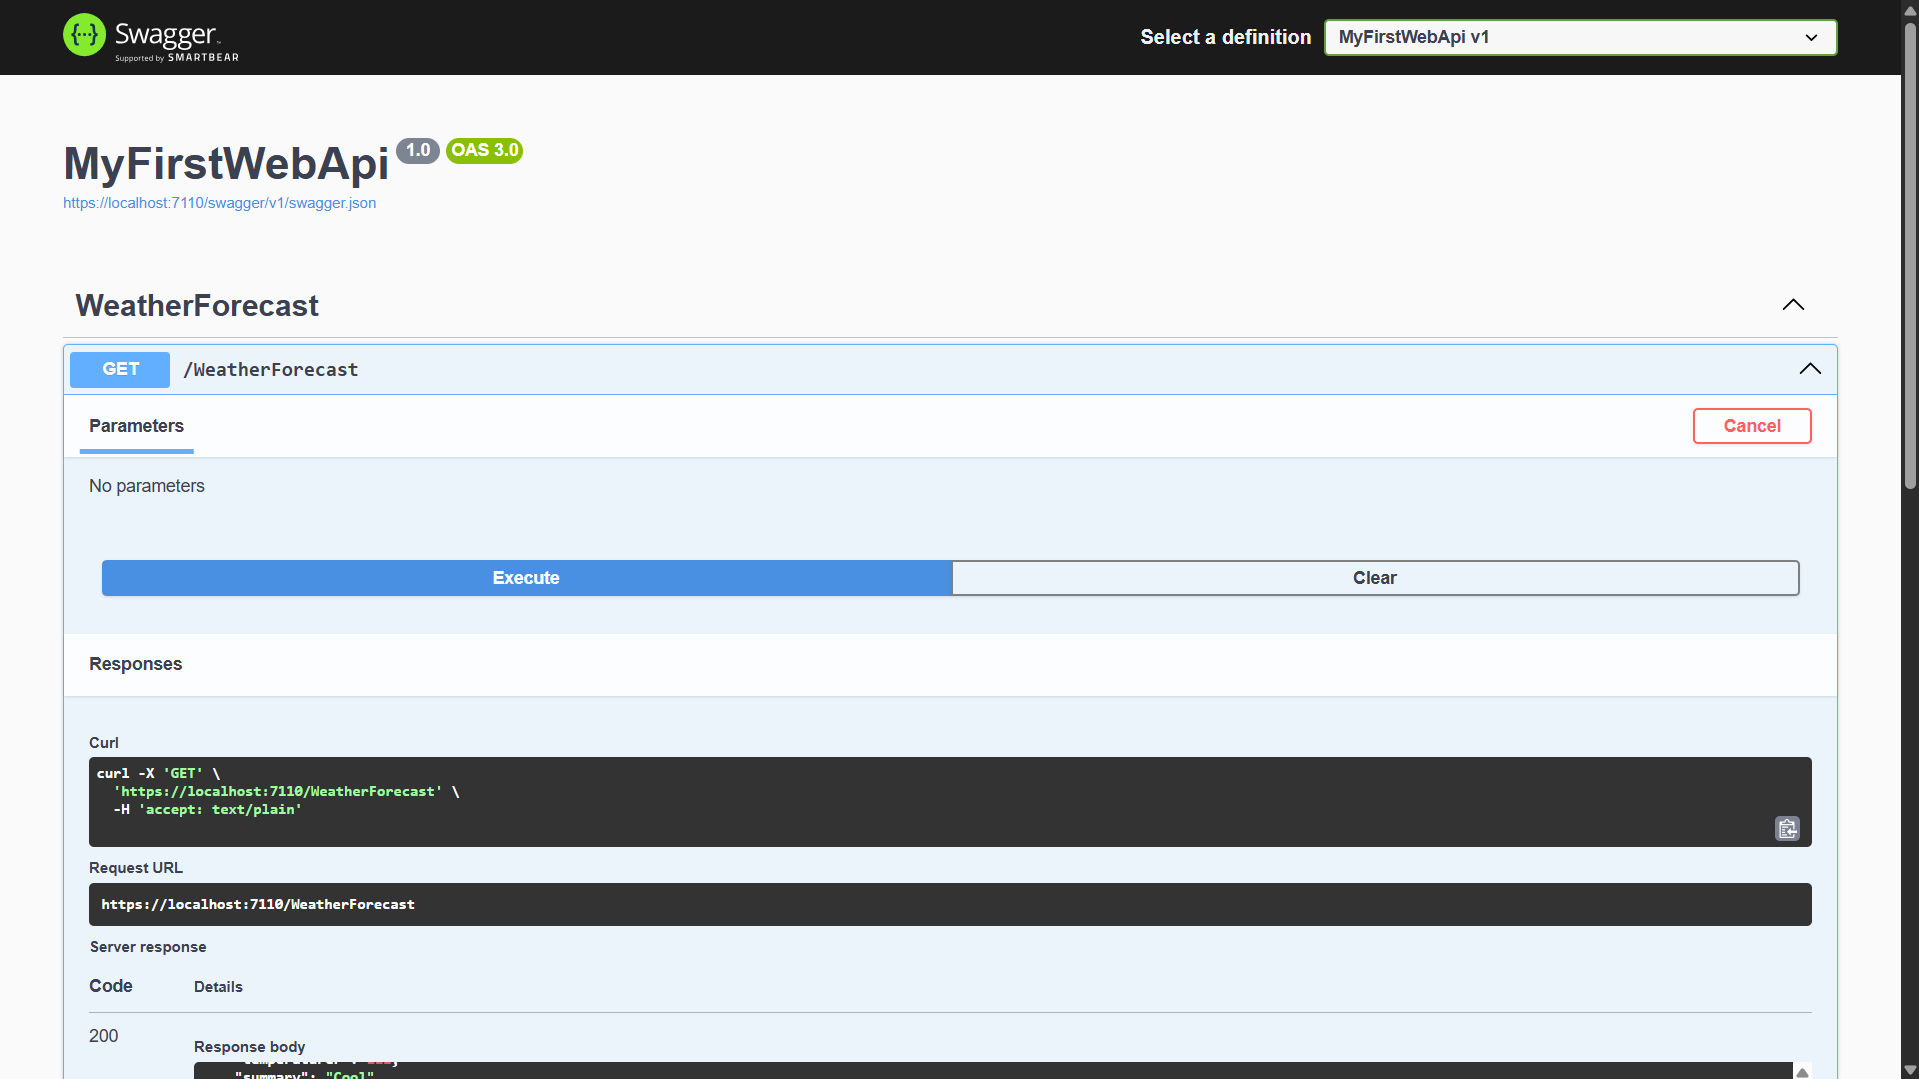 Swagger
Supported by SMARTBEAR
Select a definition
MyFirstWebApi v1
MyFirstWebApi 1.0 OAS 3.0
https://localhost:7110/swagger/v1/swagger.json
WeatherForecast
GET /WeatherForecast
Parameters
Cancel
No parameters
Execute
Clear
Responses
Curl
curl -X 'GET' \
'https://localhost:7110/WeatherForecast' \
-H 'accept: text/plain'
Request URL
https://localhost:7110/WeatherForecast
Server response
Code Details
200
Response body
"summary": "Cool"